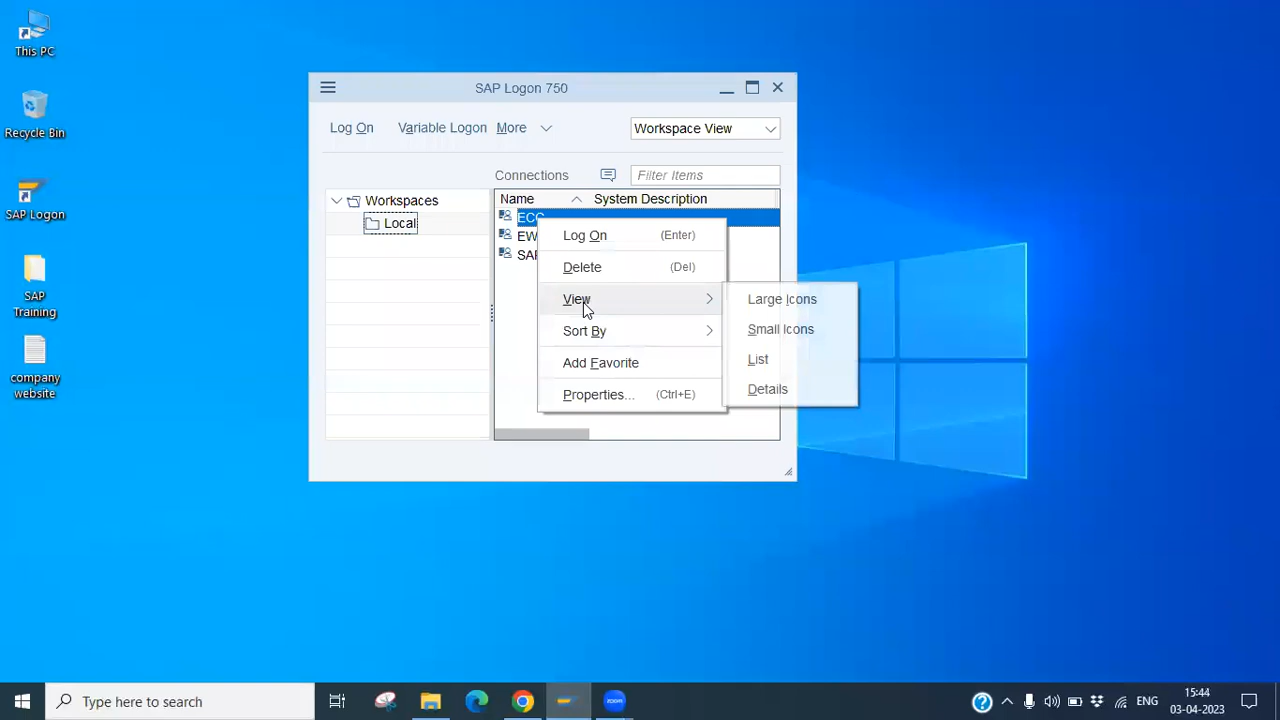 This PC
Recycle Bin
SAP Logon
SAP
Training
company
website
SAP Logon 750
Log On
Variable Logon
More
Workspace View
Connections
Filter Items
Workspaces
Local
Name
System Description
Log On (Enter)
Delete (Del)
View
Sort By
Add Favorite
Properties... (Ctrl+E)
Large Icons
Small Icons
List
Details
Type here to search
zoom
ENG
15:44
03-04-2023